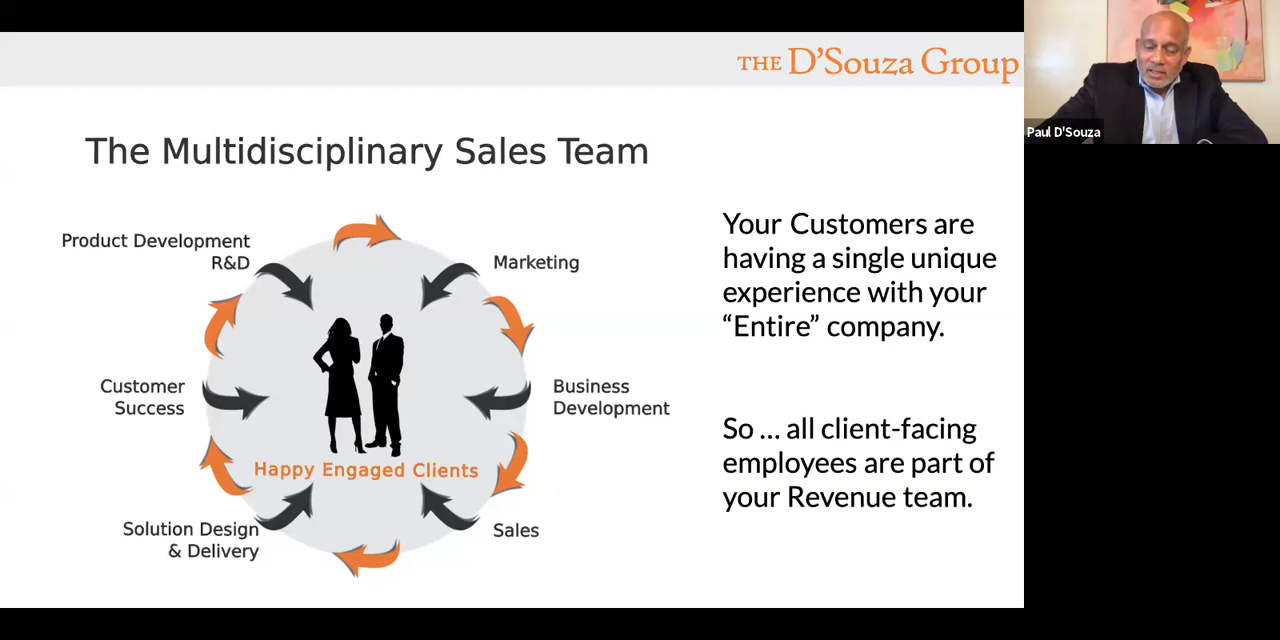 THE D'Souza Group
Paul D'Souza
The Multidisciplinary Sales Team
Product Development
R&D
Marketing
Customer
Success
Business
Development
Happy Engaged Clients
Solution Design
& Delivery
Sales
Your Customers are
having a single unique
experience with your
“Entire” company.
So ... all client-facing
employees are part of
your Revenue team.